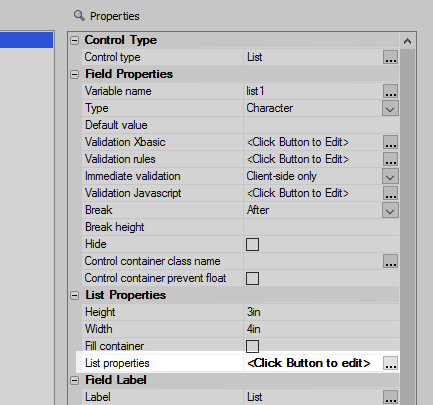 Properties
Control Type
Control type List ...
Field Properties
Variable name list1 ...
Type Character
Default value
Validation Xbasic <Click Button to Edit> ...
Validation rules <Click Button to Edit> ...
Immediate validation Client-side only
Validation Javascript <Click Button to Edit> ...
Break After
Break height
Hide
Control container class name ...
Control container prevent float
List Properties
Height 3in
Width 4in
Fill container
List properties <Click Button to edit> ...
Field Label
Label List ...